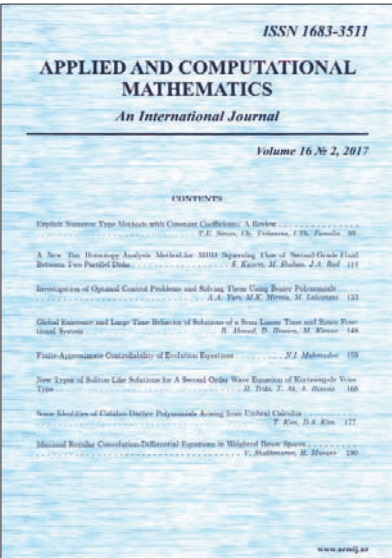 ISSN 1683-3511
APPLIED AND COMPUTATIONAL
MATHEMATICS
An International Journal
Volume 16 № 2, 2017
CONTENTS
Explicit Numerov Type Methods with Constant Coefficients: A Review
T.E. Simos, Ch. Tsitouras, I.Th. Famelis 89
A New Tau Homotopy Analysis Method for MHD Squeezing Flow of Second-Grade Fluid
Between Two Parallel Disks S. Kazem, M. Shaban, J.A. Rad 114
Investigation of Optimal Control Problems and Solving Them Using Bezier Polynomials
A.A. Yari, M.K. Mirnia, M. Lakestani 133
Global Existence and Large Time Behavior of Solutions of a Time and Space Fractional System B. Ahmad, M. Kirane 148
Finite-Approximate Controllability of Evolution Equations N.I. Mahmudov 159
New Types of Soliton Like Solutions for A Second Order Wave Equation of Korteweg-de Vries
Type H. Triki, T. Ak, A. Biswas 168
Some Identities of Catalan-Daehee Polynomials Arising from Umbral Calculus
T. Kim, D.S. Kim 177
Maximal Regular Convolution-Differential Equations in Weighted Besov Spaces
V. Shakhmurov, H. Musaev 190
www.acmij.az